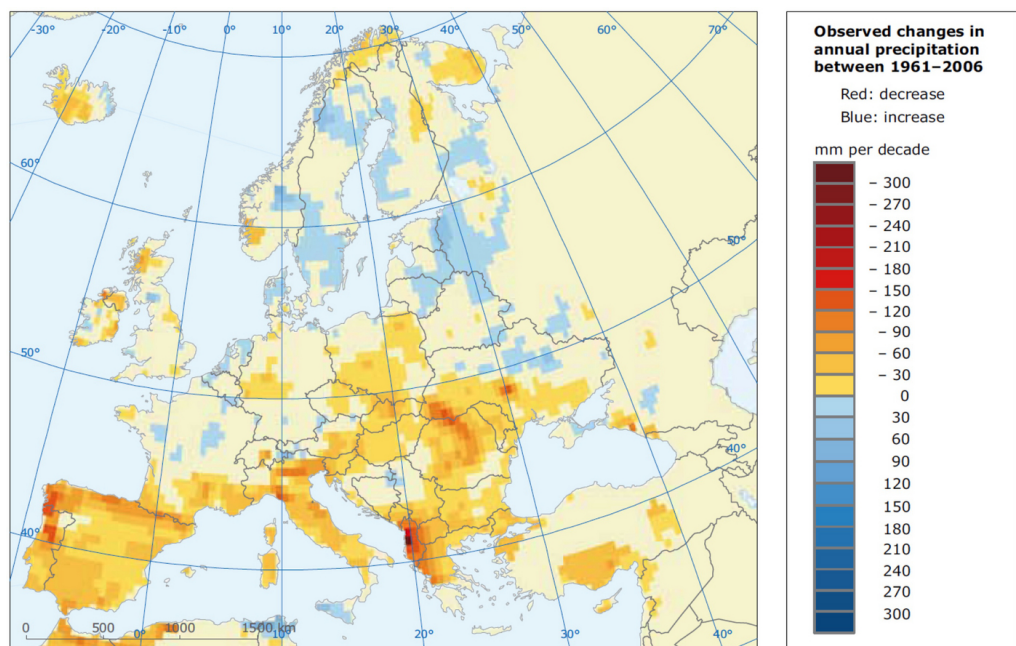 -30° -20° -10° 0° 10° 20° 30° 40° 50° 60° 70°
60°
50°
50°
40°
40°
0 500 1000 1500 km
0° 10° 20° 30° 40°
Observed changes in
annual precipitation
between 1961–2006
Red: decrease
Blue: increase
mm per decade
– 300
– 270
– 240
– 210
– 180
– 150
– 120
– 90
– 60
– 30
0
30
60
90
120
150
180
210
240
270
300